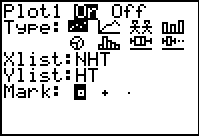 Plot1 On Off
Type:
Xlist:NHT
Ylist:HT
Mark: ▫ + ·